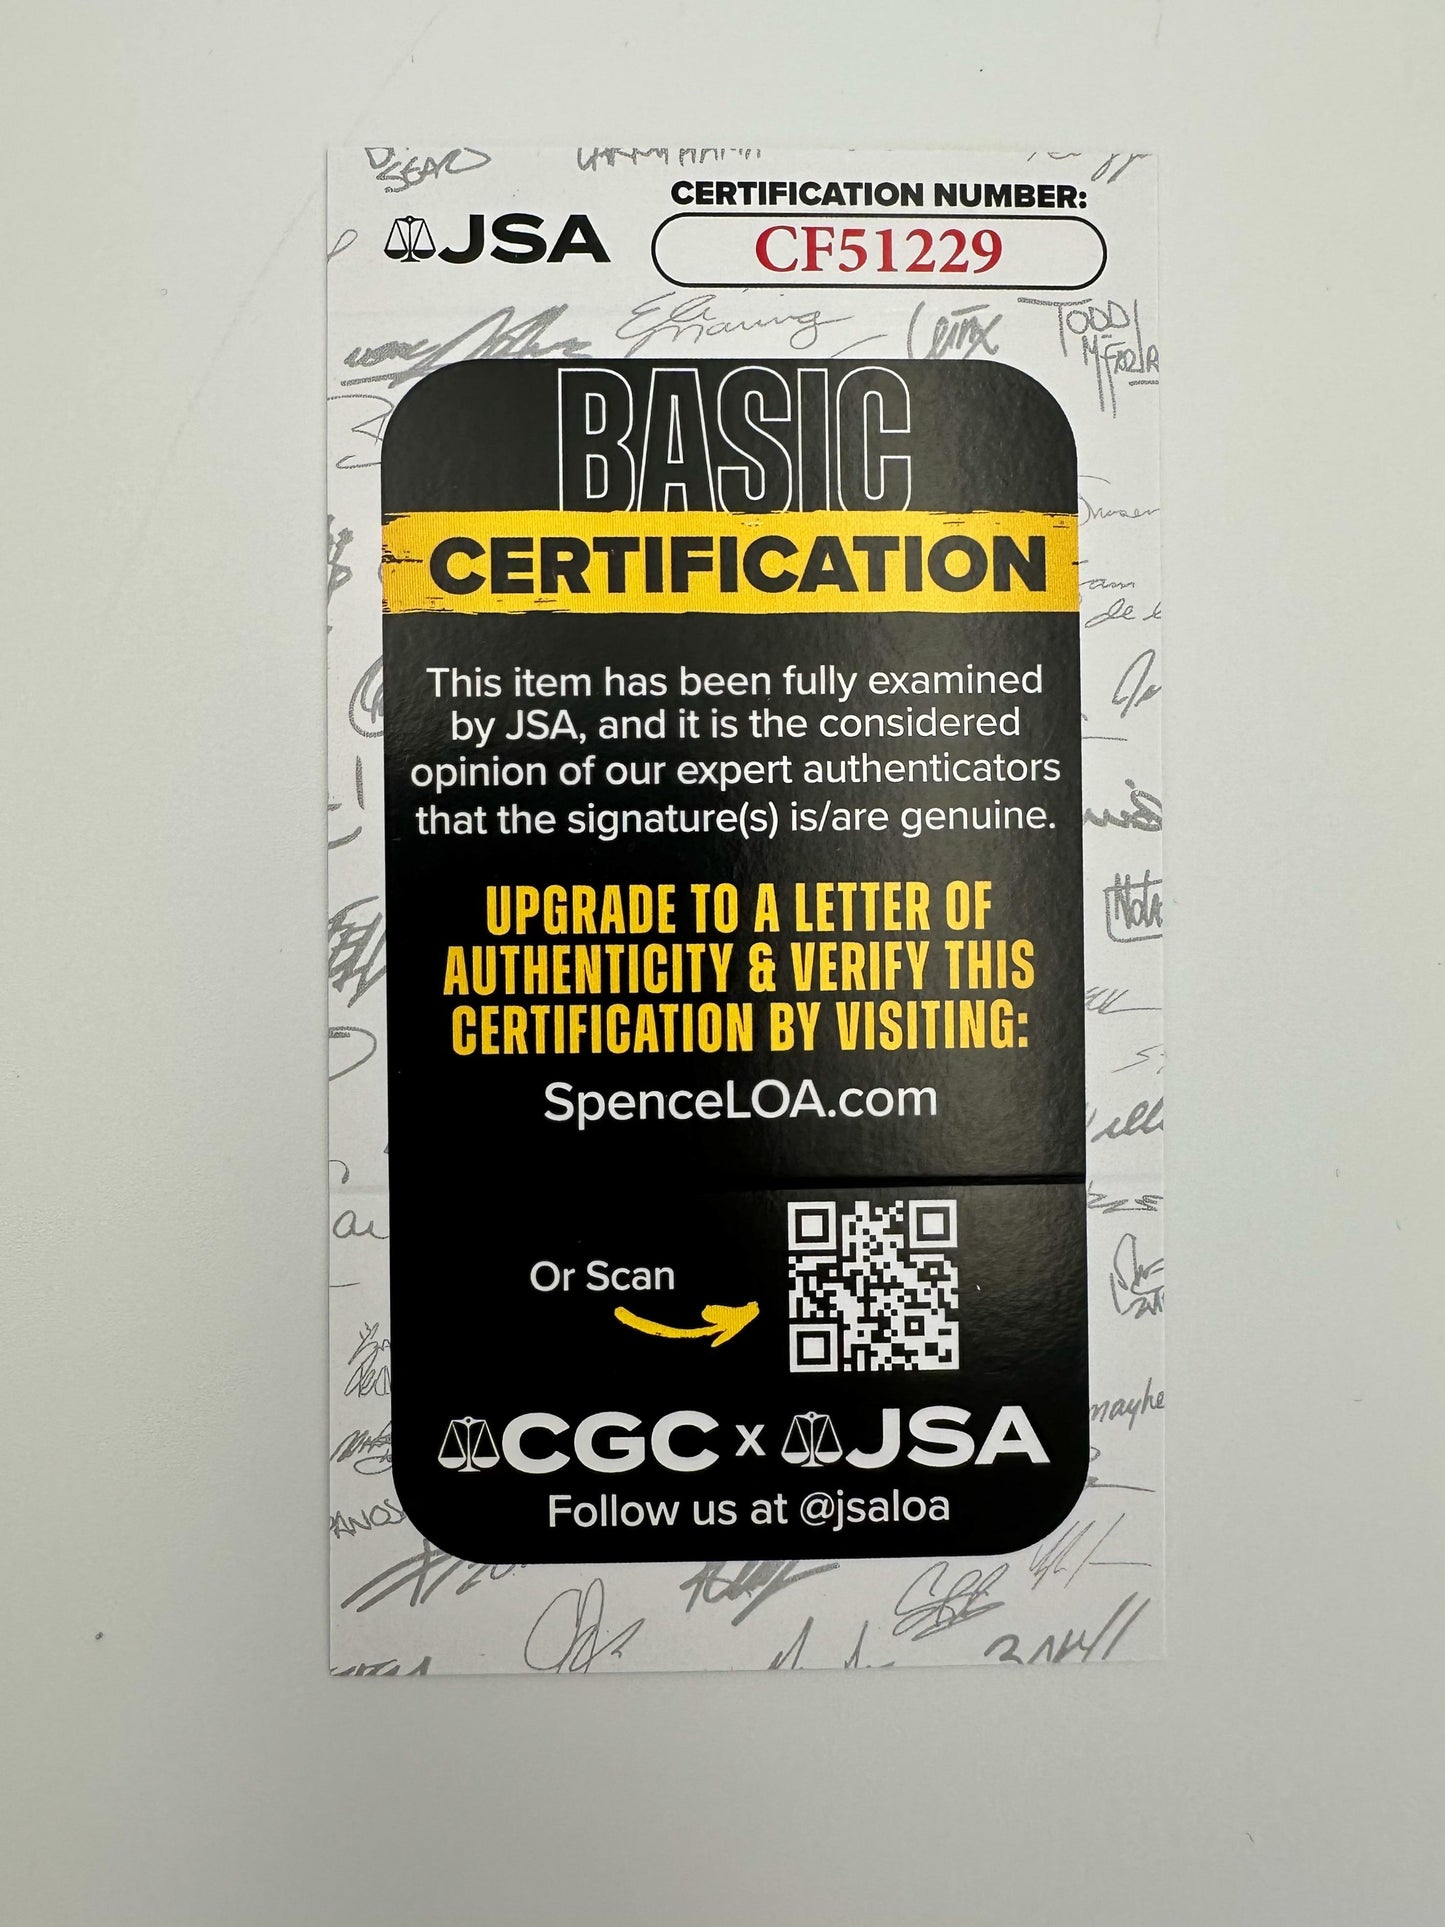 CERTIFICATION NUMBER:
JSA
CF51229
TODD
BASIC
CERTIFICATION
This item has been fully examined
by JSA, and it is the considered
opinion of our expert authenticators
that the signature(s) is/are genuine.
UPGRADE TO A LETTER OF
AUTHENTICITY & VERIFY THIS
CERTIFICATION BY VISITING:
SpenceLOA.com
Or Scan
CGC x JSA
Follow us at @jsaloa